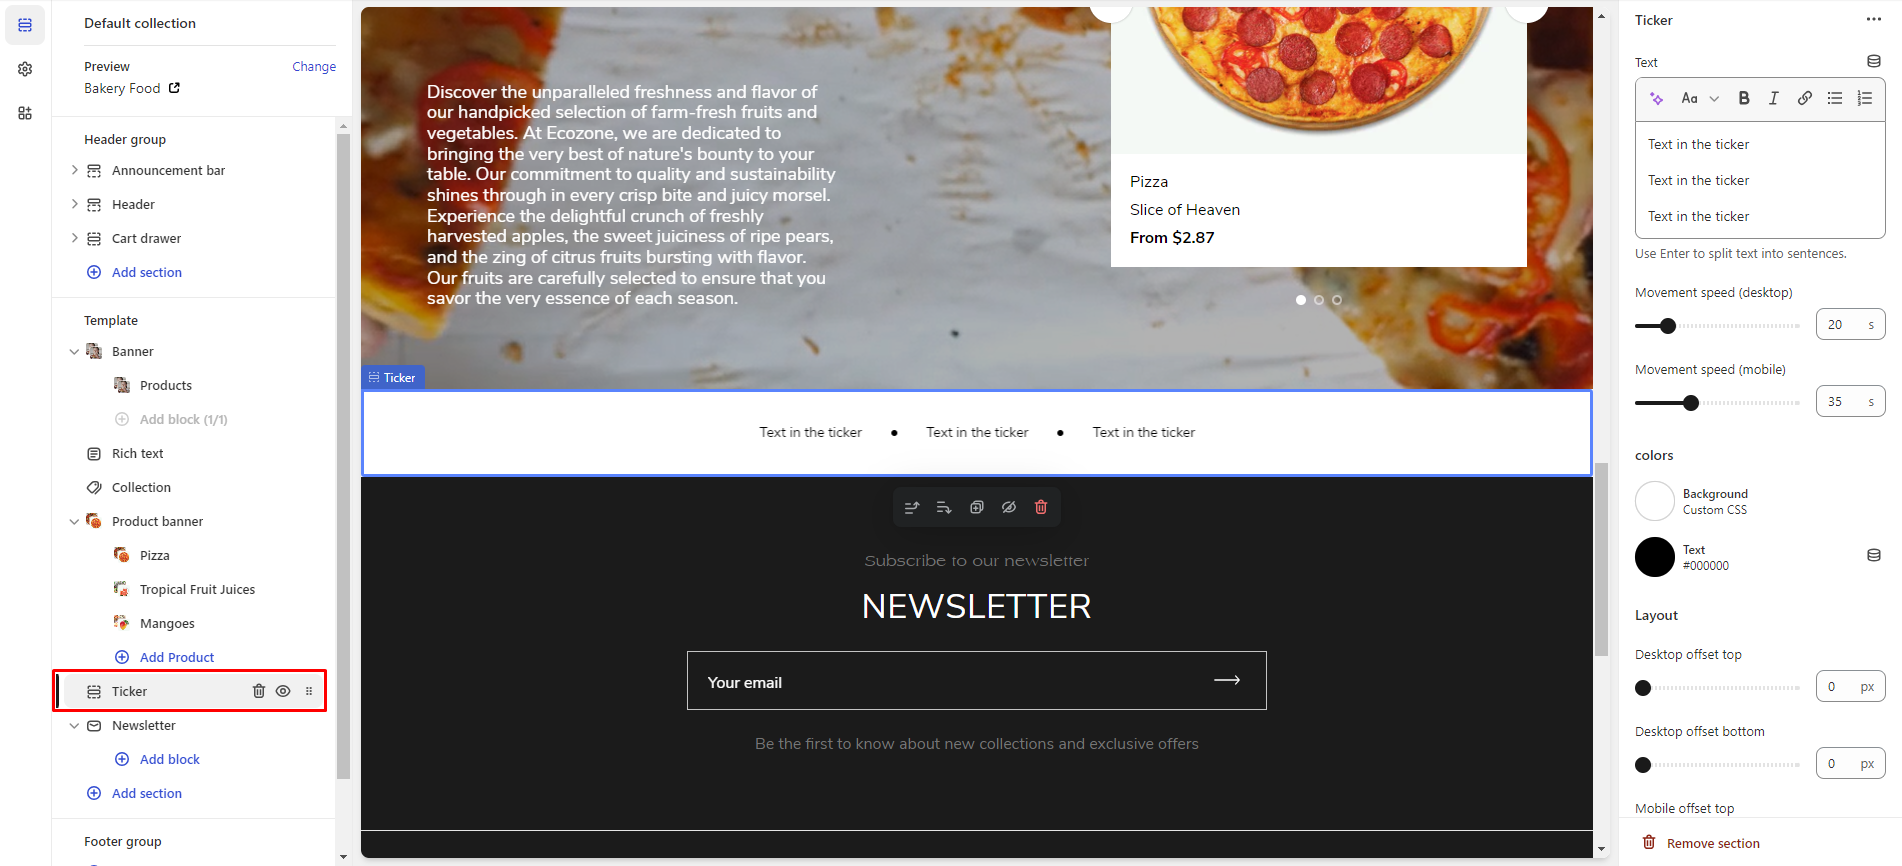 Default collection
Preview
Change
Bakery Food
Header group
Announcement bar
Header
Cart drawer
Add section
Template
Banner
Products
Add block (1/1)
Rich text
Collection
Product banner
Pizza
Tropical Fruit Juices
Mangoes
Add Product
Ticker
Newsletter
Add block
Add section
Footer group
Discover the unparalleled freshness and flavor of
our handpicked selection of farm-fresh fruits and
vegetables. At Ecozone, we are dedicated to
bringing the very best of nature's bounty to your
table. Our commitment to quality and sustainability
shines through in every crisp bite and juicy morsel.
Experience the delightful crunch of freshly
harvested apples, the sweet juiciness of ripe pears,
and the zing of citrus fruits bursting with flavor.
Our fruits are carefully selected to ensure that you
savor the very essence of each season.
Pizza
Slice of Heaven
From $2.87
Ticker
Text in the ticker ● Text in the ticker ● Text in the ticker
Subscribe to our newsletter
NEWSLETTER
Your email
Be the first to know about new collections and exclusive offers
Ticker
Text
Aa B I
Text in the ticker
Text in the ticker
Text in the ticker
Use Enter to split text into sentences.
Movement speed (desktop)
20 s
Movement speed (mobile)
35 s
colors
Background
Custom CSS
Text
#000000
Layout
Desktop offset top
0 px
Desktop offset bottom
0 px
Mobile offset top
Remove section